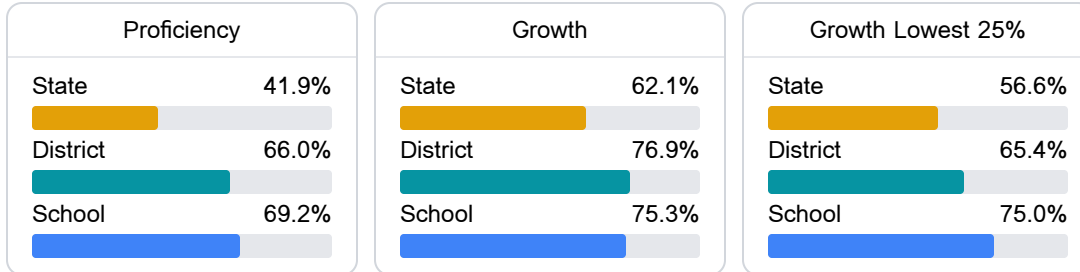 Proficiency
State 41.9%
District 66.0%
School 69.2%
Growth
State 62.1%
District 76.9%
School 75.3%
Growth Lowest 25%
State 56.6%
District 65.4%
School 75.0%